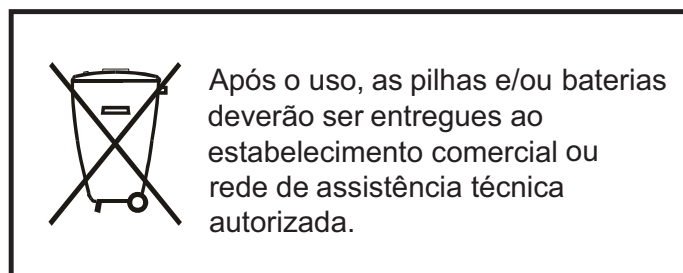 Após o uso, as pilhas e/ou baterias
deverão ser entregues ao
estabelecimento comercial ou
rede de assistência técnica
autorizada.